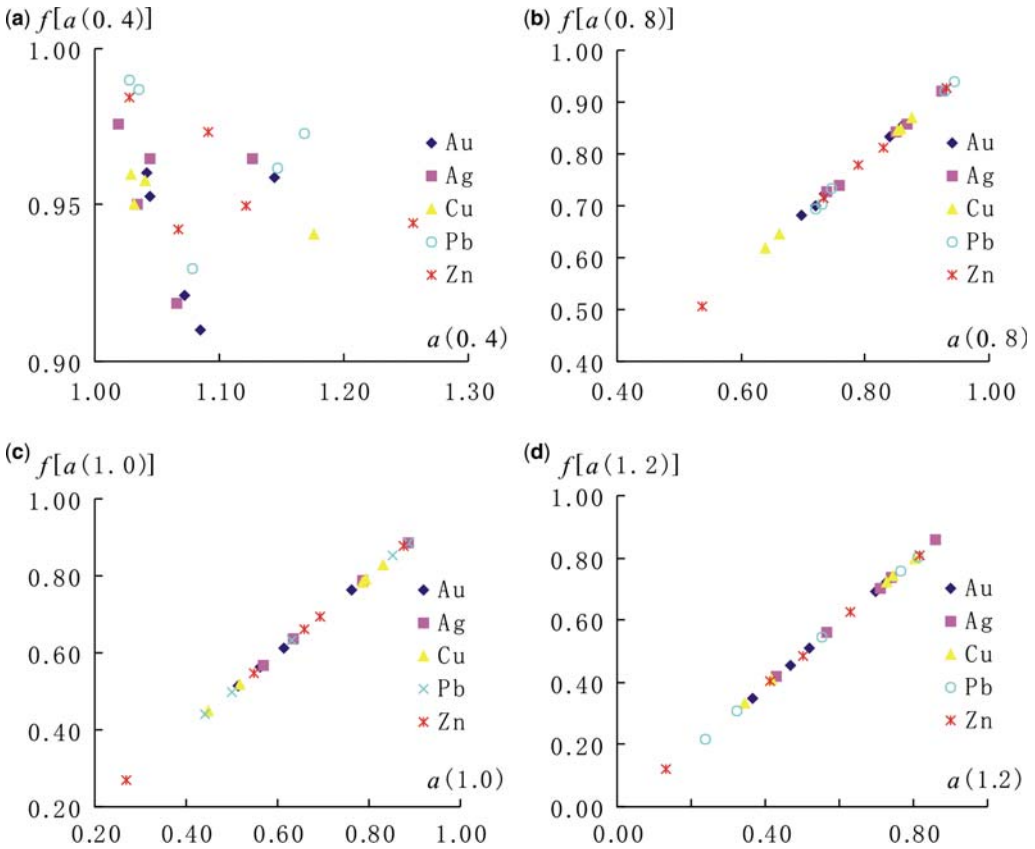 (a) f[a(0.4)]
1.00
0.95
0.90
1.00 1.10 1.20 1.30
Au
Ag
Cu
Pb
Zn
a(0.4)
(b) f[a(0.8)]
1.00
0.90
0.80
0.70
0.60
0.50
0.40
0.40 0.60 0.80 1.00
Au
Ag
Cu
Pb
Zn
a(0.8)
(c) f[a(1.0)]
1.00
0.80
0.60
0.40
0.20
0.20 0.40 0.60 0.80 1.00
Au
Ag
Cu
Pb
Zn
a(1.0)
(d) f[a(1.2)]
1.00
0.80
0.60
0.40
0.20
0.00
0.00 0.40 0.80
Au
Ag
Cu
Pb
Zn
a(1.2)